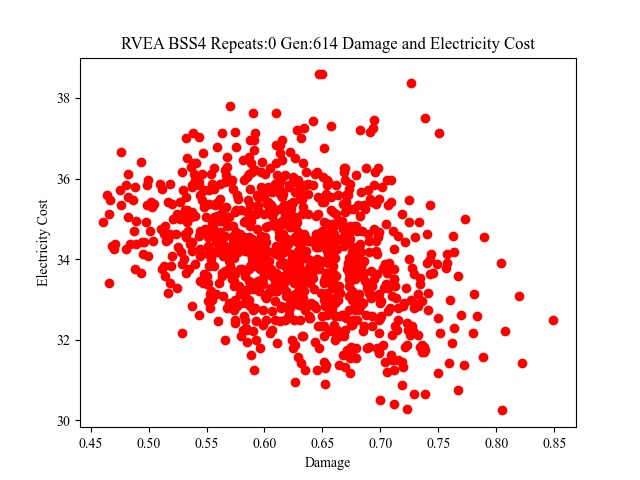 RVEA BSS4 Repeats:0 Gen:614 Damage and Electricity Cost
Electricity Cost
38
36
34
32
30
0.45 0.50 0.55 0.60 0.65 0.70 0.75 0.80 0.85
Damage